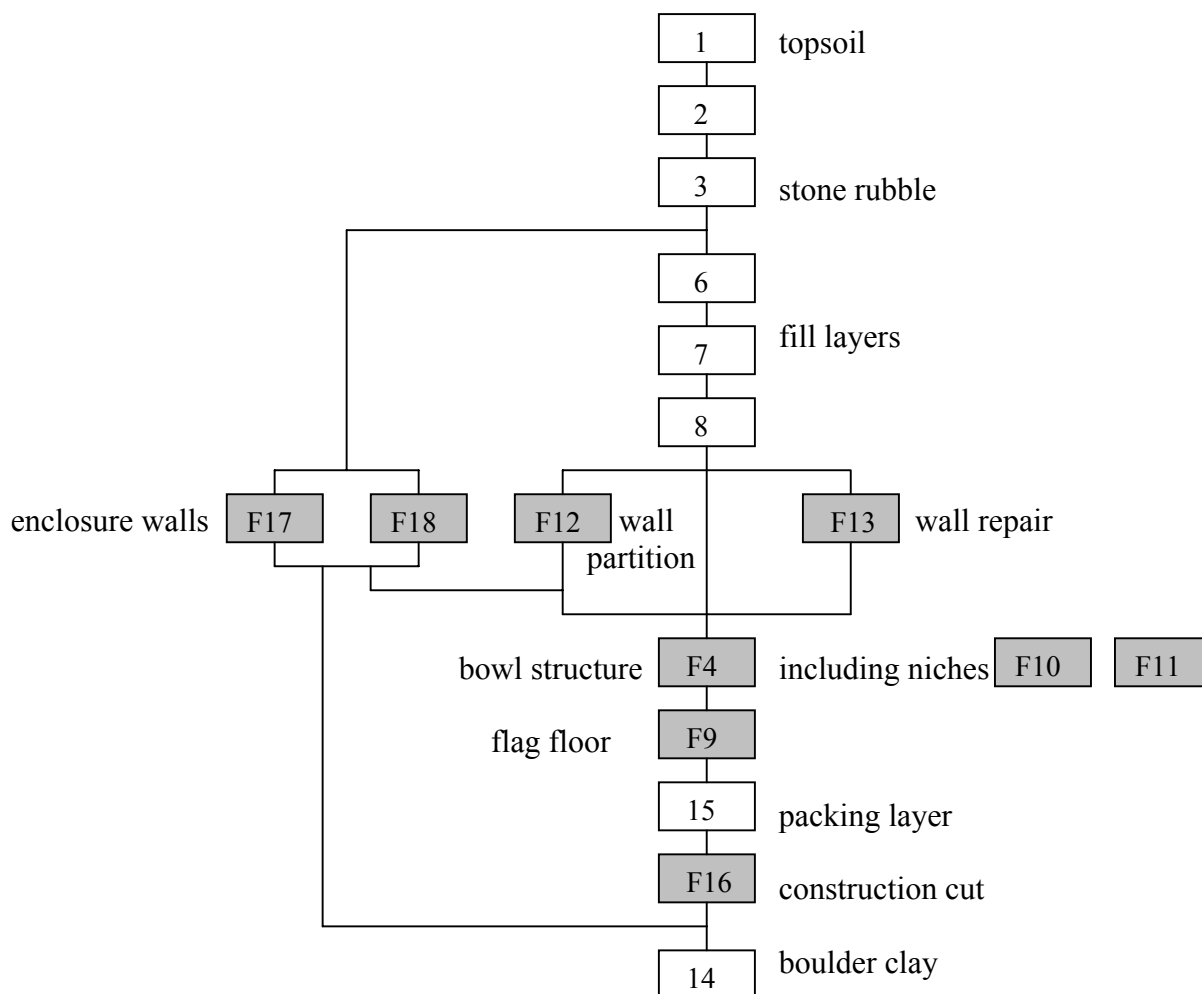 1 topsoil
2
3 stone rubble
6
fill layers
7
8
enclosure walls F17 F18 F12 wall F13 wall repair
partition
bowl structure F4 including niches F10 F11
flag floor F9
15 packing layer
F16 construction cut
14 boulder clay